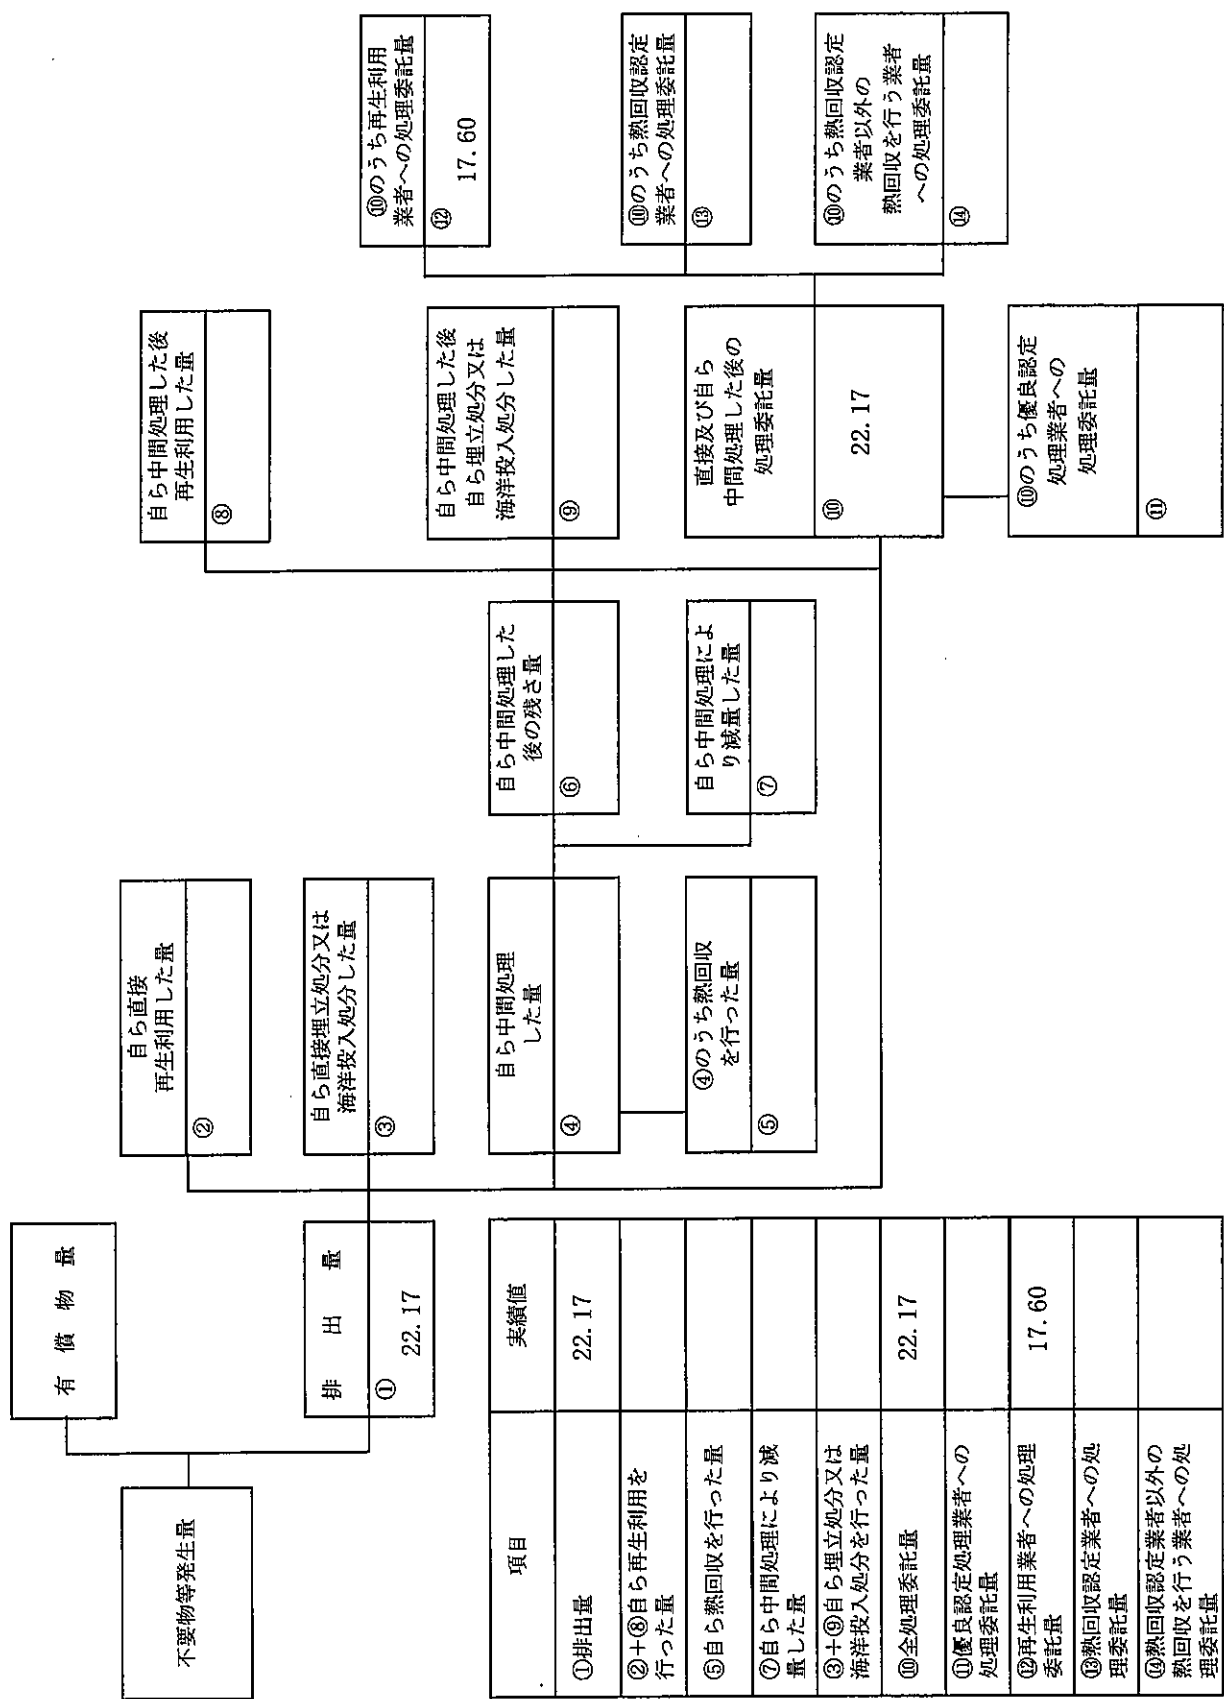 不要物等発生量
有償物量
排出量
① 22.17
自ら直接
再生利用した量
②
自ら直接埋立処分又は
海洋投入処分した量
③
自ら中間処理
した量
④
④のうち熱回収
を行った量
⑤
自ら中間処理した
後の残さ量
⑥
自ら中間処理によ
り減量した量
⑦
自ら中間処理した後
再生利用した量
⑧
自ら中間処理した後
自ら埋立処分又は
海洋投入処分した量
⑨
直接及び自ら
中間処理した後の
処理委託量
⑩ 22.17
⑩のうち優良認定
処理業者への
処理委託量
⑪
⑩のうち再生利用
業者への処理委託量
⑫ 17.60
⑩のうち熱回収認定
業者への処理委託量
⑬
⑩のうち熱回収認定
業者以外の
熱回収を行う業者
への処理委託量
⑭
項目 実績値
①排出量 22.17
②+⑧自ら再生利用を
行った量
⑤自ら熱回収を行った量
⑦自ら中間処理により減
量した量
③+⑨自ら埋立処分又は
海洋投入処分を行った量
⑩全処理委託量 22.17
⑪優良認定処理業者への
処理委託量
⑫再生利用業者への処理
委託量 17.60
⑬熱回収認定業者への処
理委託量
⑭熱回収認定業者以外の
熱回収を行う業者への処
理委託量